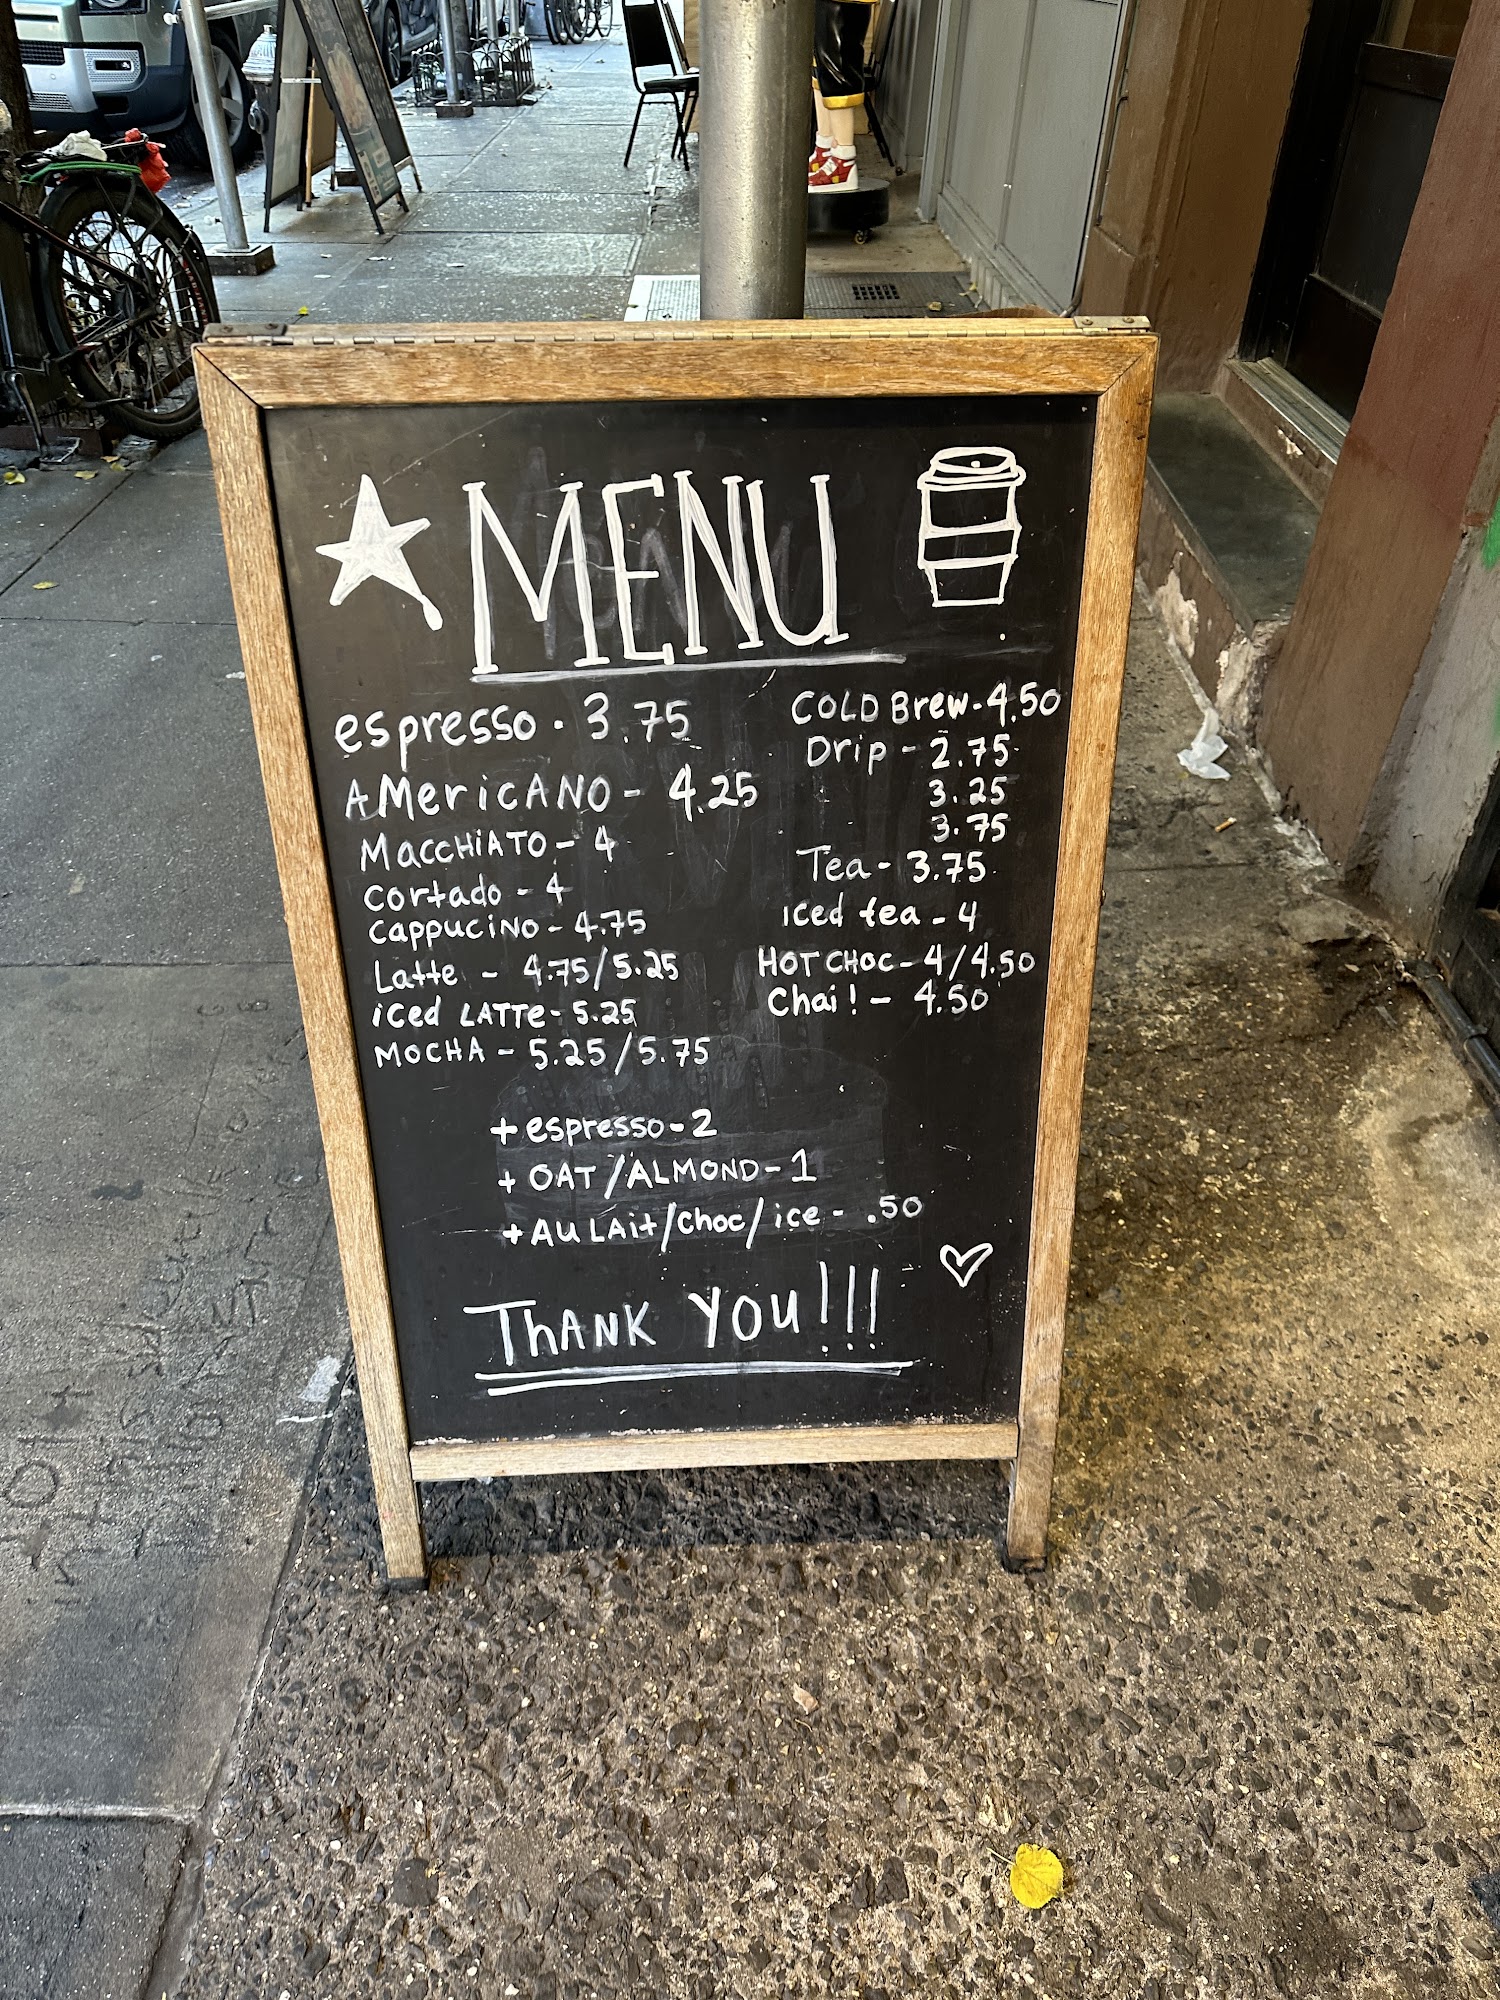 MENU
espresso - 3.75
AMericANO - 4.25
MaccHiATO - 4
cortado - 4
cappuciNO - 4.75
Latte - 4.75/5.25
iced LATTe - 5.25
MOCHA - 5.25/5.75
COLD Brew - 4.50
Drip - 2.75
3.25
3.75
Tea - 3.75
iced tea - 4
HOT CHOC - 4/4.50
Chai! - 4.50
+ espresso - 2
+ OAT/ALMOND - 1
+ AU LAit/choc/ice - .50
ThANK YOU!!!